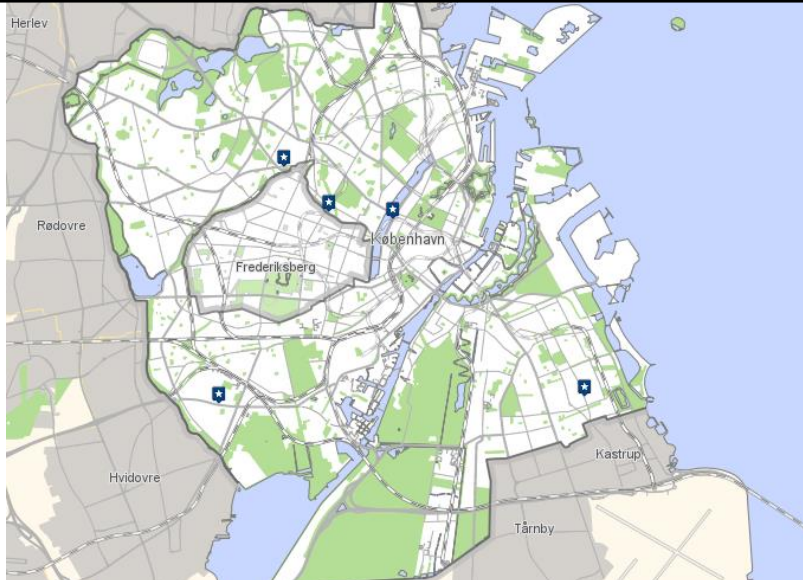 Herlev
Rødovre
København
Frederiksberg
Hvidovre
Kastrup
Tårnby